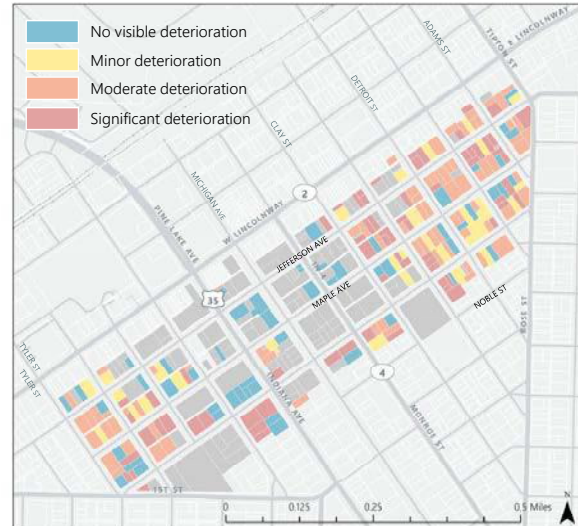 No visible deterioration
Minor deterioration
Moderate deterioration
Significant deterioration
ADAMS ST
TIPTON ST
E LINCOLNWAY
DETROIT ST
CLAY ST
MICHIGAN AVE
2
W LINCOLNWAY
PINE LAKE AVE
JEFFERSON AVE
35
MAPLE AVE
NOBLE ST
ROSE ST
TYLER ST
TYLER ST
4
INDIANA AVE
MONROE ST
1ST ST
N
0 0.125 0.25 0.5 Miles